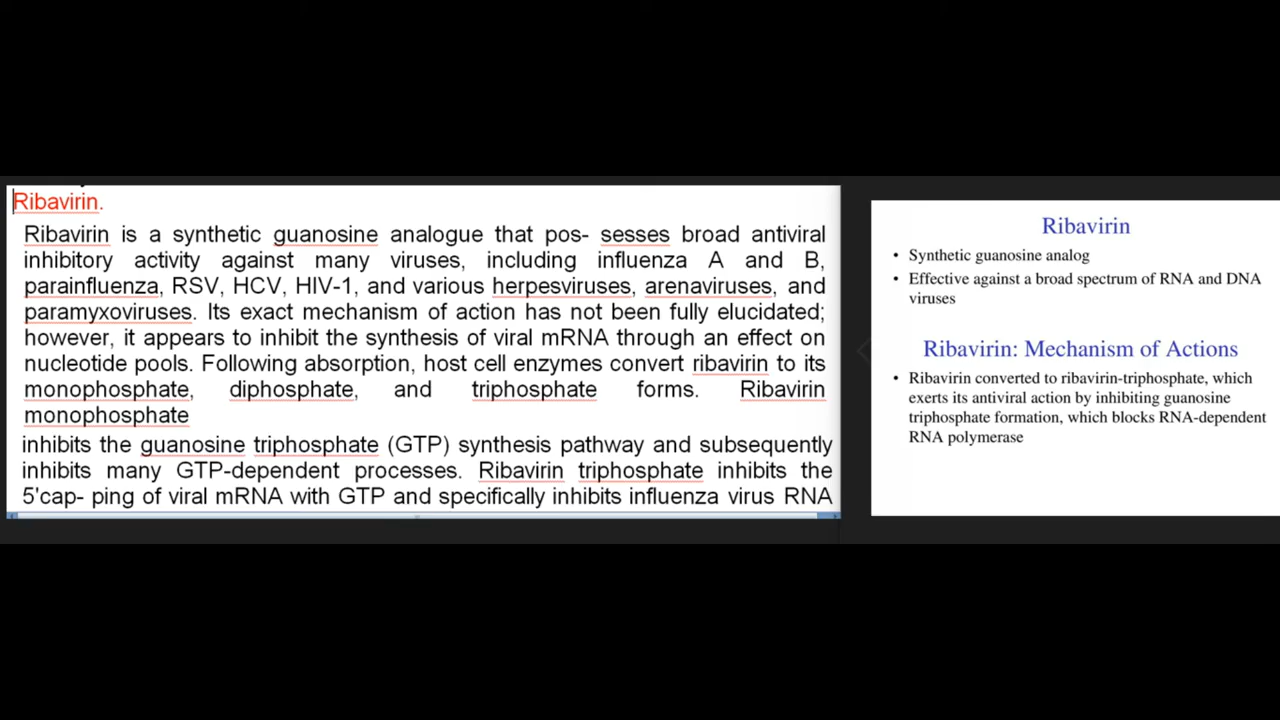 Ribavirin.
Ribavirin is a synthetic guanosine analogue that pos- sesses broad antiviral
inhibitory activity against many viruses, including influenza A and B,
parainfluenza, RSV, HCV, HIV-1, and various herpesviruses, arenaviruses, and
paramyxoviruses. Its exact mechanism of action has not been fully elucidated;
however, it appears to inhibit the synthesis of viral mRNA through an effect on
nucleotide pools. Following absorption, host cell enzymes convert ribavirin to its
monophosphate, diphosphate, and triphosphate forms. Ribavirin
monophosphate
inhibits the guanosine triphosphate (GTP) synthesis pathway and subsequently
inhibits many GTP-dependent processes. Ribavirin triphosphate inhibits the
5'cap- ping of viral mRNA with GTP and specifically inhibits influenza virus RNA
Ribavirin
• Synthetic guanosine analog
• Effective against a broad spectrum of RNA and DNA
viruses
Ribavirin: Mechanism of Actions
• Ribavirin converted to ribavirin-triphosphate, which
exerts its antiviral action by inhibiting guanosine
triphosphate formation, which blocks RNA-dependent
RNA polymerase